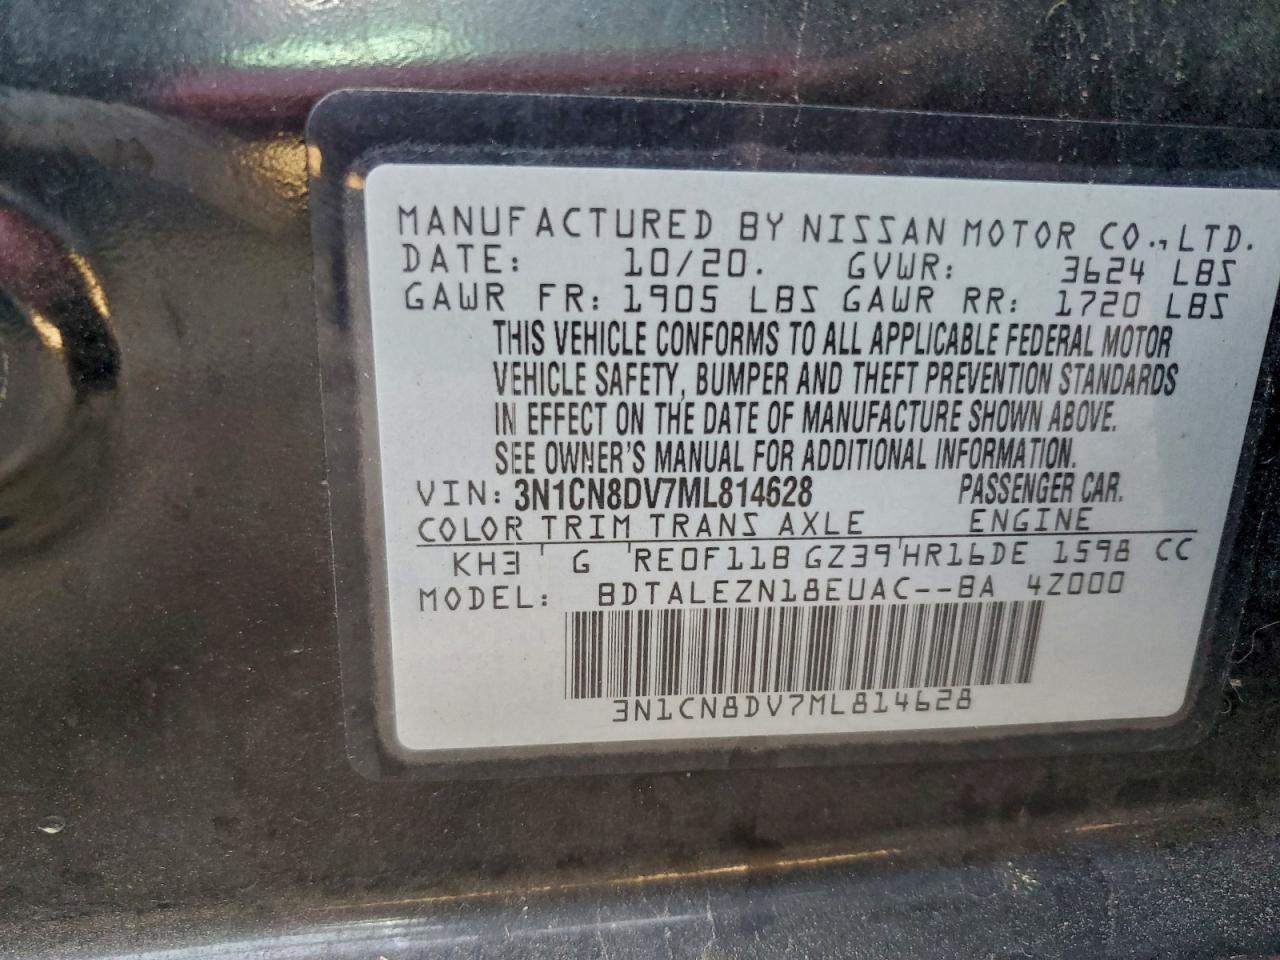 MANUFACTURED BY NISSAN MOTOR CO., LTD.
DATE: 10/20. GVWR: 3624 LBS
GAWR FR: 1905 LBS GAWR RR: 1720 LBS
THIS VEHICLE CONFORMS TO ALL APPLICABLE FEDERAL MOTOR
VEHICLE SAFETY, BUMPER AND THEFT PREVENTION STANDARDS
IN EFFECT ON THE DATE OF MANUFACTURE SHOWN ABOVE.
SEE OWNER'S MANUAL FOR ADDITIONAL INFORMATION.
VIN: 3N1CN8DV7ML814628 PASSENGER CAR.
COLOR TRIM TRANS AXLE ENGINE
KH3 ' G 'RE0F11B GZ39'HR16DE 1598 CC
MODEL: BDTALEZN18EUAC--BA 4Z000
3N1CN8DV7ML814628